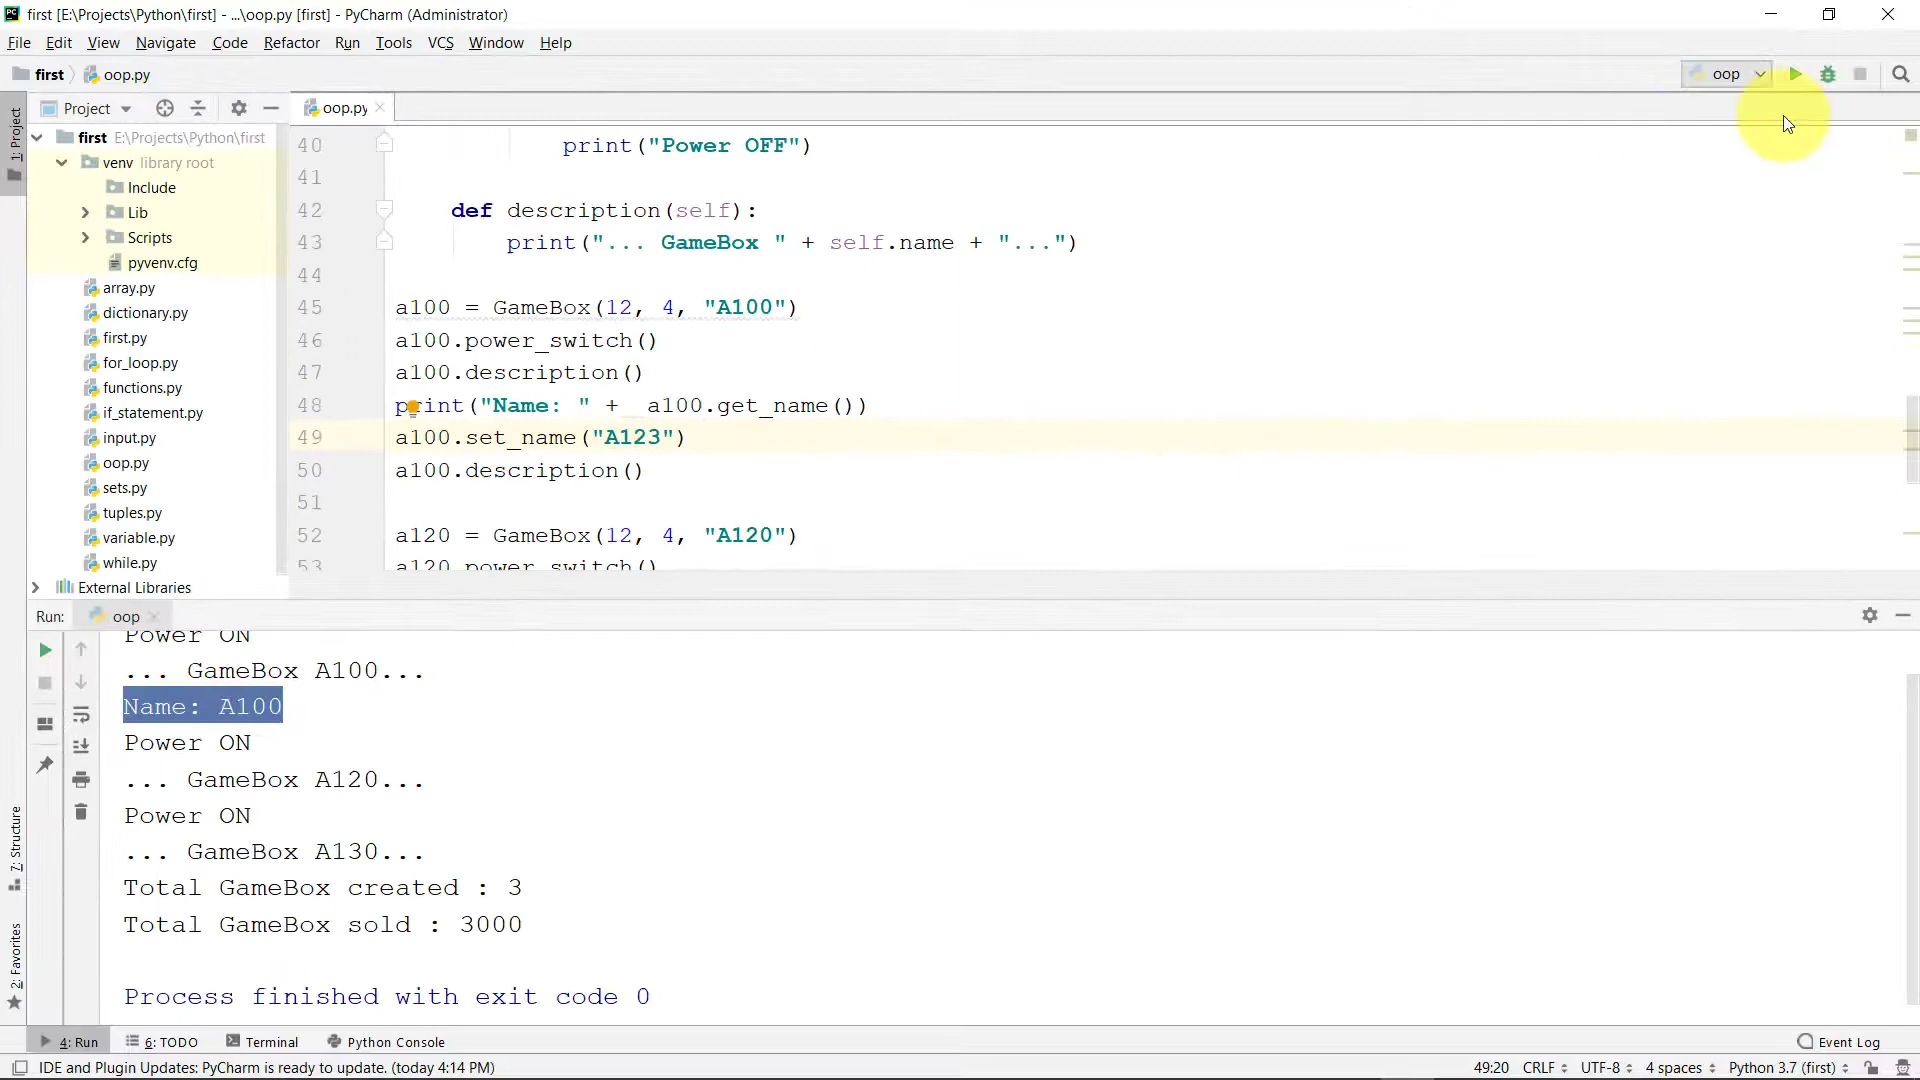 first [E:\Projects\Python\first] - ...\oop.py [first] - PyCharm (Administrator)
File Edit View Navigate Code Refactor Run Tools VCS Window Help
first oop.py oop
Project
1: Project
first E:\Projects\Python\first
venv library root
Include
Lib
Scripts
pyvenv.cfg
array.py
dictionary.py
first.py
for_loop.py
functions.py
if_statement.py
input.py
oop.py
sets.py
tuples.py
variable.py
while.py
External Libraries
oop.py
40 print("Power OFF")
41
42 def description(self):
43 print("... GameBox " + self.name + "...")
44
45 a100 = GameBox(12, 4, "A100")
46 a100.power_switch()
47 a100.description()
48 print("Name: " + a100.get_name())
49 a100.set_name("A123")
50 a100.description()
51
52 a120 = GameBox(12, 4, "A120")
53 a120.power_switch()
Run: oop
Power ON
... GameBox A100...
Name: A100
Power ON
... GameBox A120...
Power ON
... GameBox A130...
Total GameBox created : 3
Total GameBox sold : 3000
Process finished with exit code 0
7: Structure
2: Favorites
4: Run 6: TODO Terminal Python Console Event Log
IDE and Plugin Updates: PyCharm is ready to update. (today 4:14 PM) 49:20 CRLF UTF-8 4 spaces Python 3.7 (first)